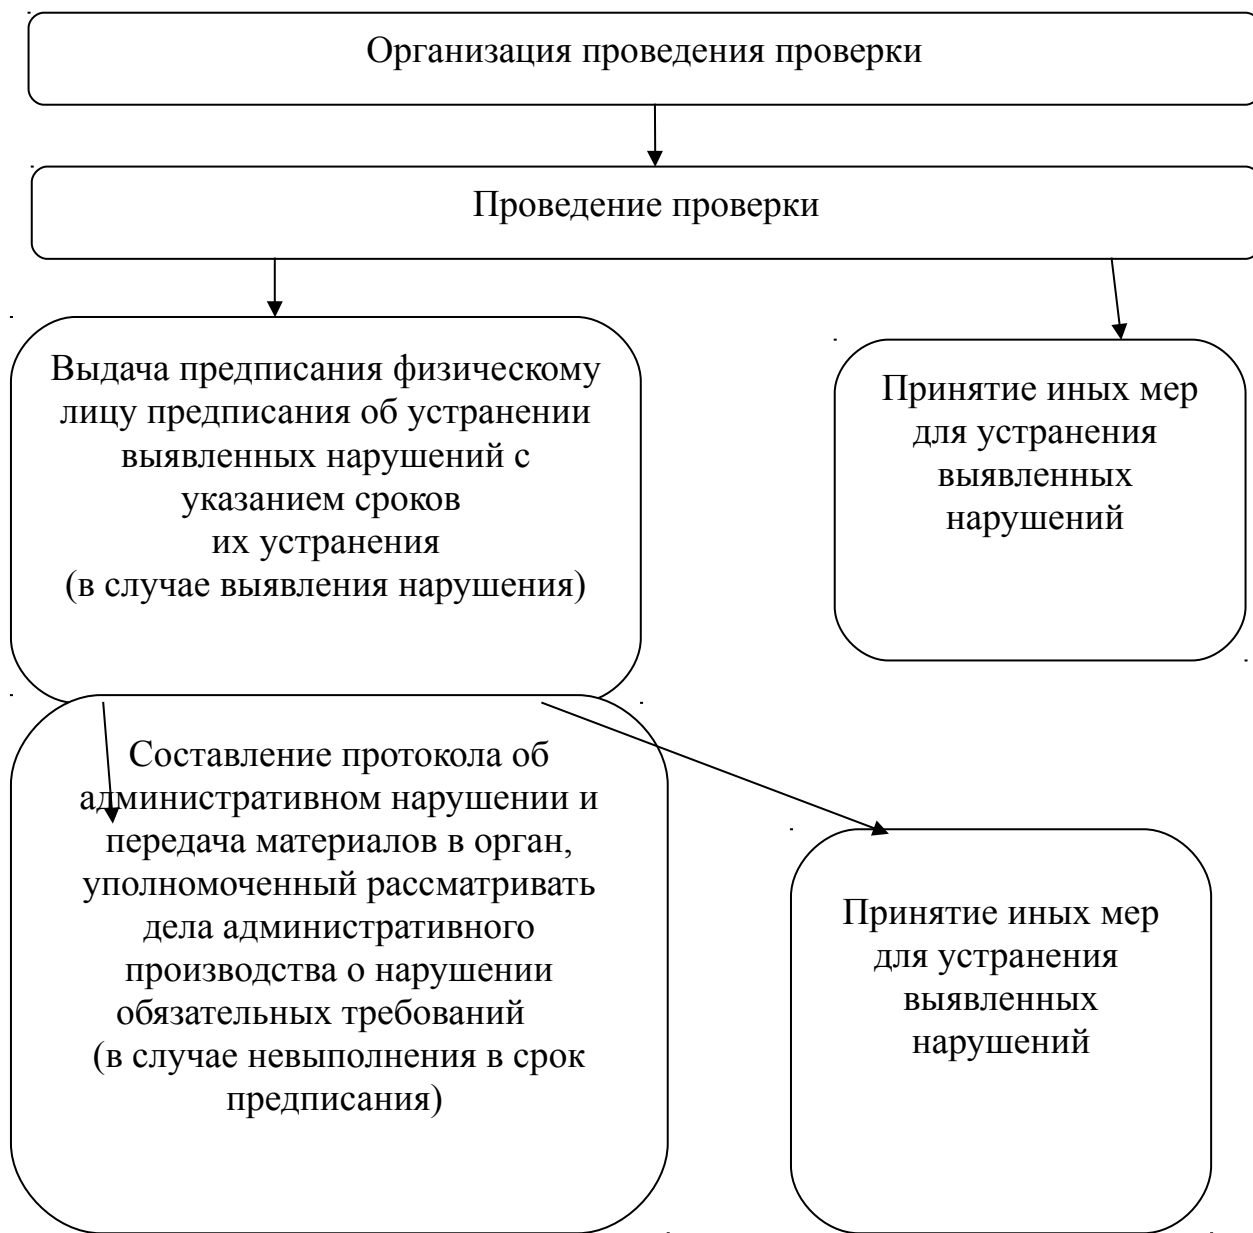 Организация проведения проверки
Проведение проверки
Выдача предписания физическому
лицу предписания об устранении
выявленных нарушений с
указанием сроков
их устранения
(в случае выявления нарушения)
Принятие иных мер
для устранения
выявленных
нарушений
Составление протокола об
административном нарушении и
передача материалов в орган,
уполномоченный рассматривать
дела административного
производства о нарушении
обязательных требований
(в случае невыполнения в срок
предписания)
Принятие иных мер
для устранения
выявленных
нарушений